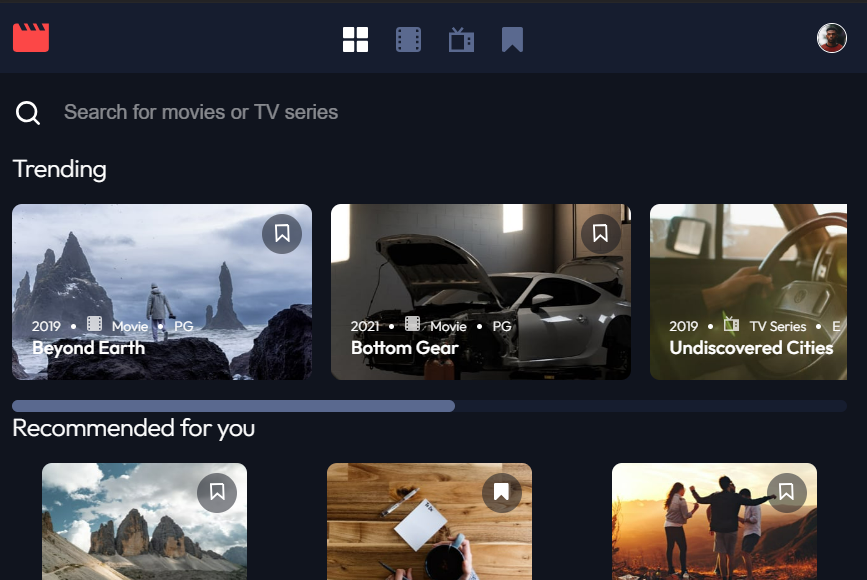 Search for movies or TV series
Trending
2019 • Movie • PG
Beyond Earth
2021 • Movie • PG
Bottom Gear
2019 • TV Series • E
Undiscovered Cities
Recommended for you